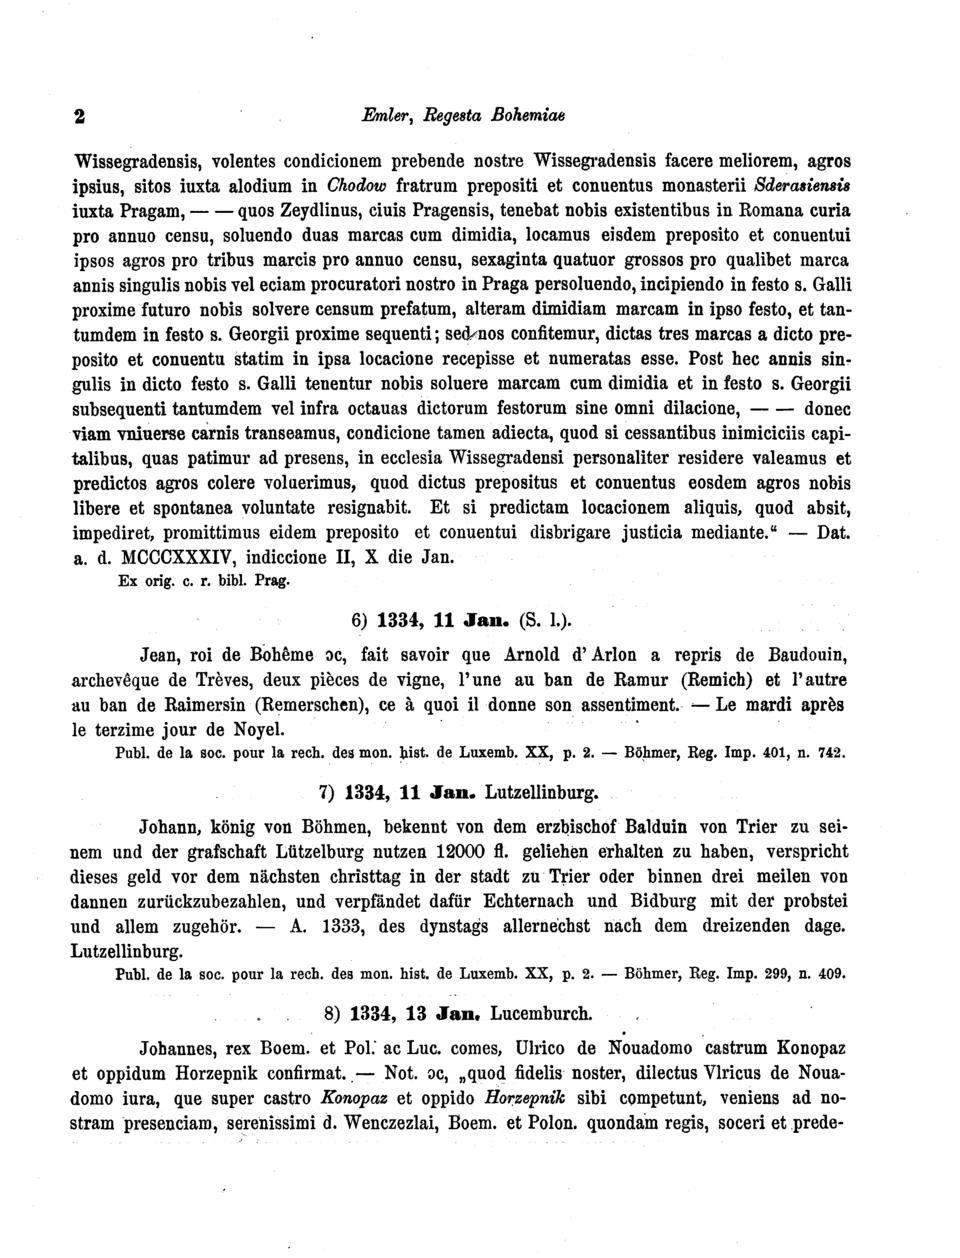 2 Emler, Regesta Bohemiae
Wissegradensis, volentes condicionem prebende nostre Wissegradensis facere meliorem, agros
ipsius, sitos iuxta alodium in Chodow fratrum prepositi et conuentus monasterii Sderasiensis
iuxta Pragam, — — quos Zeydlinus, ciuis Pragensis, tenebat nobis existentibus in Romana curia
pro annuo censu, soluendo duas marcas cum dimidia, locamus eisdem preposito et conuentui
ipsos agros pro tribus marcis pro annuo censu, sexaginta quatuor grossos pro qualibet marca
annis singulis nobis vel eciam procuratori nostro in Praga persoluendo, incipiendo in festo s. Galli
proxime futuro nobis solvere censum prefatum, alteram dimidiam marcam in ipso festo, et tan-
tumdem in festo s. Georgii proxime sequenti; sed nos confitemur, dictas tres marcas a dicto pre-
posito et conuentu statim in ipsa locacione recepisse et numeratas esse. Post hec annis sin-
gulis in dicto festo s. Galli tenentur nobis soluere marcam cum dimidia et in festo s. Georgii
subsequenti tantumdem vel infra octauas dictorum festorum sine omni dilacione, — — donec
viam vniuerse carnis transeamus, condicione tamen adiecta, quod si cessantibus inimiciciis capi-
talibus, quas patimur ad presens, in ecclesia Wissegradensi personaliter residere valeamus et
predictos agros colere voluerimus, quod dictus prepositus et conuentus eosdem agros nobis
libere et spontanea voluntate resignabit. Et si predictam locacionem aliquis, quod absit,
impediret, promittimus eidem preposito et conuentui disbrigare justicia mediante.“ — Dat.
a. d. MCCCXXXIV, indiccione II, X die Jan.
Ex orig. c. r. bibl. Prag.
6) 1334, 11 Jan. (S. l.).
Jean, roi de Bohême ɔc, fait savoir que Arnold d’Arlon a repris de Baudouin,
archevêque de Trèves, deux pièces de vigne, l’une au ban de Ramur (Remich) et l’autre
au ban de Raimersin (Remerschen), ce à quoi il donne son assentiment. — Le mardi après
le terzime jour de Noyel.
Publ. de la soc. pour la rech. des mon. hist. de Luxemb. XX, p. 2. — Böhmer, Reg. Imp. 401, n. 742.
7) 1334, 11 Jan. Lutzellinburg.
Johann, könig von Böhmen, bekennt von dem erzbischof Balduin von Trier zu sei-
nem und der grafschaft Lützelburg nutzen 12000 fl. geliehen erhalten zu haben, verspricht
dieses geld vor dem nächsten christtag in der stadt zu Trier oder binnen drei meilen von
dannen zurückzubezahlen, und verpfändet dafür Echternach und Bidburg mit der probstei
und allem zugehör. — A. 1333, des dynstags allernechst nach dem dreizenden dage.
Lutzellinburg.
Publ. de la soc. pour la rech. des mon. hist. de Luxemb. XX, p. 2. — Böhmer, Reg. Imp. 299, n. 409.
8) 1334, 13 Jan. Lucemburch.
Johannes, rex Boem. et Pol. ac Luc. comes, Ulrico de Nouadomo castrum Konopaz
et oppidum Horzepnik confirmat. — Not. ɔc, „quod fidelis noster, dilectus Vlricus de Noua-
domo iura, que super castro Konopaz et oppido Horzepnik sibi competunt, veniens ad no-
stram presenciam, serenissimi d. Wenczezlai, Boem. et Polon. quondam regis, soceri et prede-